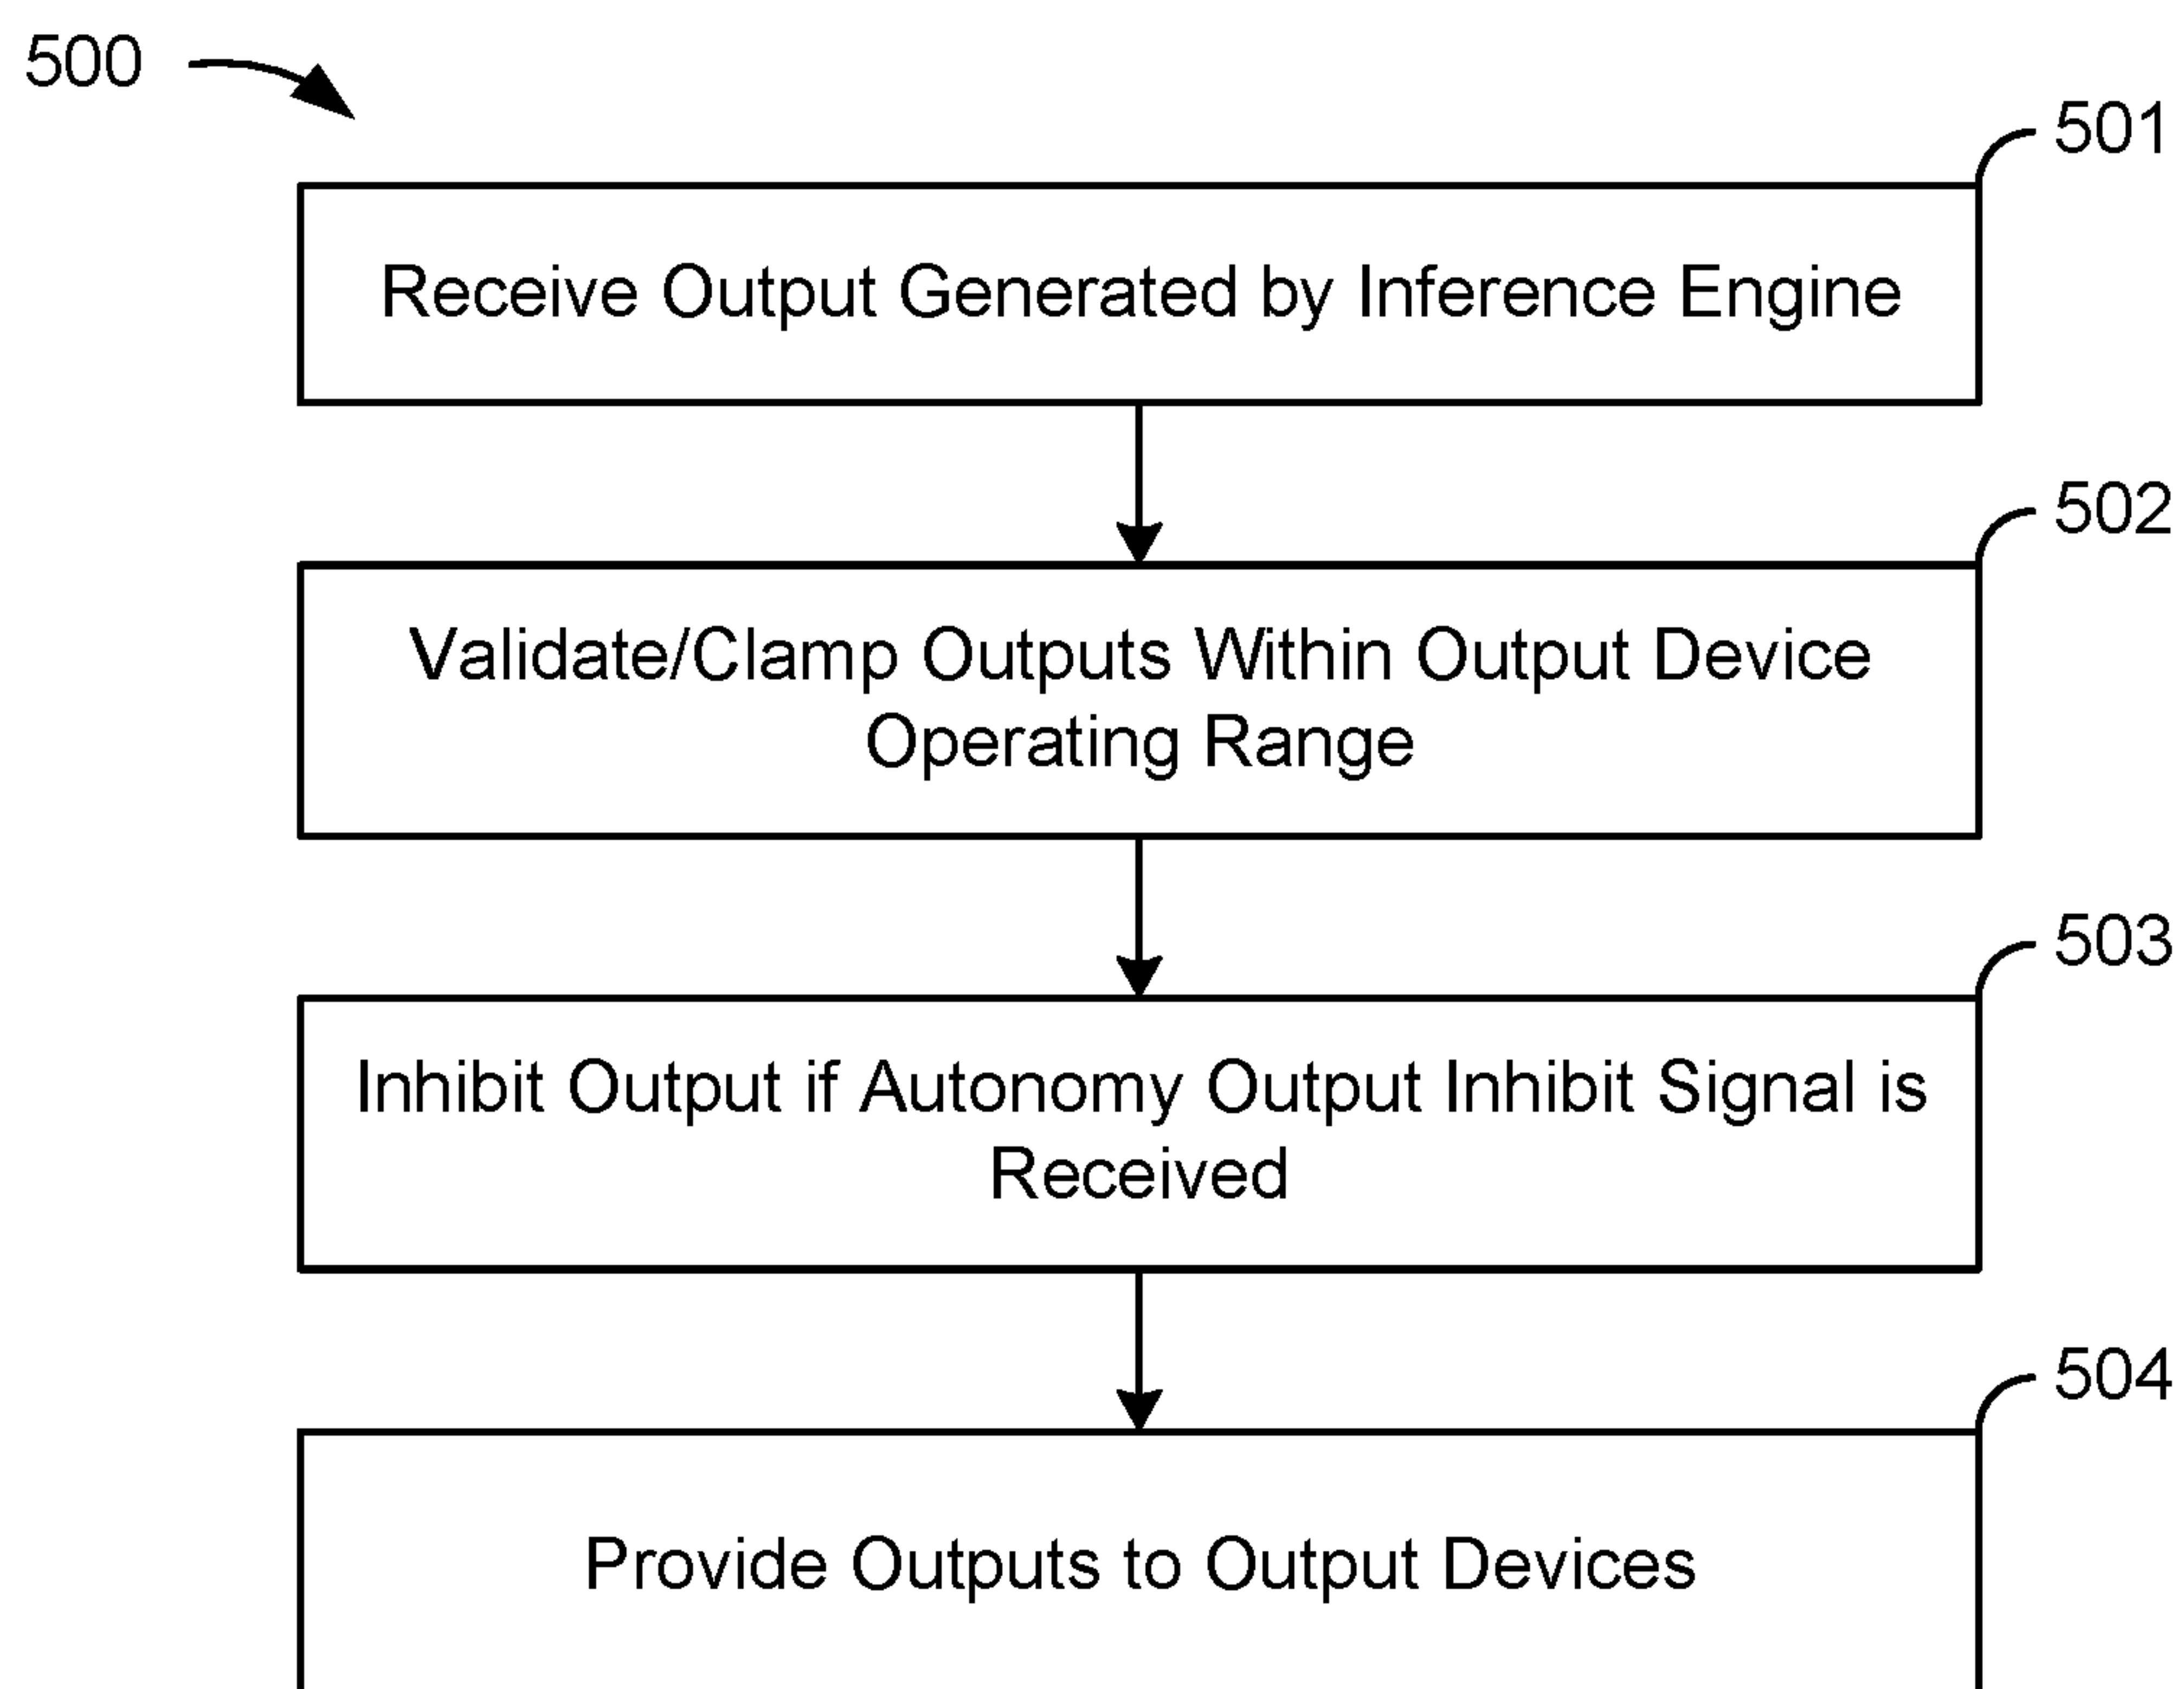 500
501
Receive Output Generated by Inference Engine
502
Validate/Clamp Outputs Within Output Device
Operating Range
503
Inhibit Output if Autonomy Output Inhibit Signal is
Received
504
Provide Outputs to Output Devices